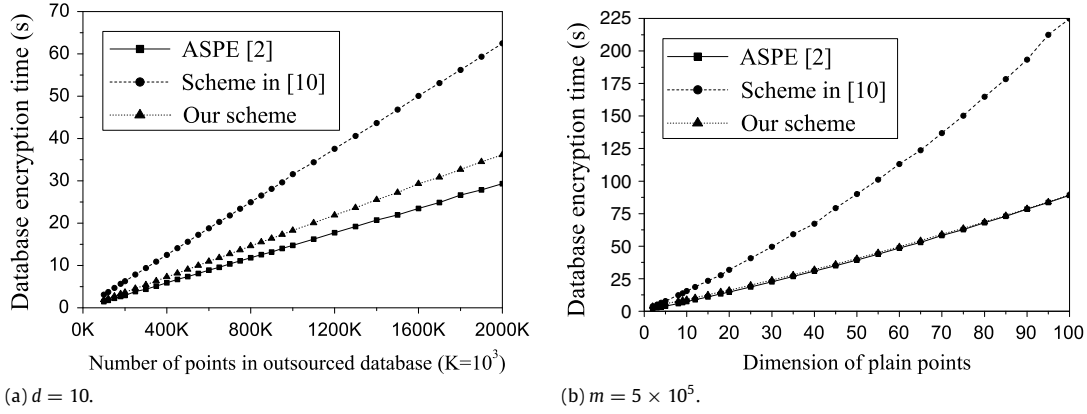 Database encryption time (s)
70
60
50
40
30
20
10
0
ASPE [2]
Scheme in [10]
Our scheme
0K
400K
800K
1200K
1600K
2000K
Number of points in outsourced database (K=10³)
(a) d = 10.
Database encryption time (s)
225
200
175
150
125
100
75
50
25
0
ASPE [2]
Scheme in [10]
Our scheme
0
10
20
30
40
50
60
70
80
90
100
Dimension of plain points
(b) m = 5 × 10⁵.